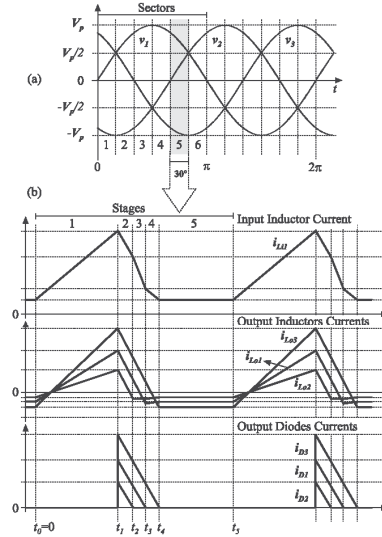 Sectors
V_p
v_1
v_2
v_3
V_p/2
(a)
0
t
-V_p/2
-V_p
1 2 3 4 5 6
0
π
2π
30°
(b)
Stages
1 2 3 4 5
Input Inductor Current
i_Li1
0
Output Inductors Currents
i_Lo3
i_Lo1
i_Lo2
0
Output Diodes Currents
i_D3
i_D1
i_D2
0
t_0=0
t_1 t_2 t_3 t_4
t_5